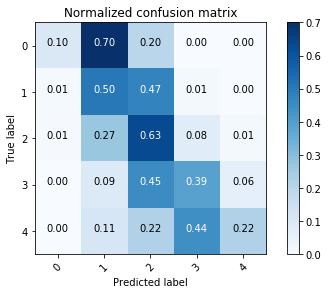 Normalized confusion matrix
0 0.10 0.70 0.20 0.00 0.00
1 0.01 0.50 0.47 0.01 0.00
2 0.01 0.27 0.63 0.08 0.01
3 0.00 0.09 0.45 0.39 0.06
4 0.00 0.11 0.22 0.44 0.22
0 1 2 3 4
True label
Predicted label
0.7
0.6
0.5
0.4
0.3
0.2
0.1
0.0